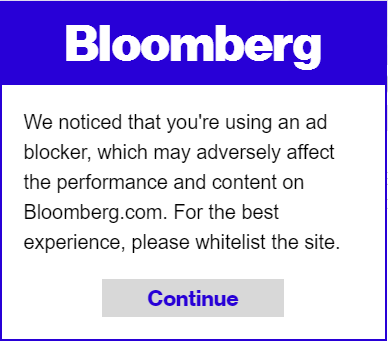 Bloomberg
We noticed that you're using an ad
blocker, which may adversely affect
the performance and content on
Bloomberg.com. For the best
experience, please whitelist the site.
Continue